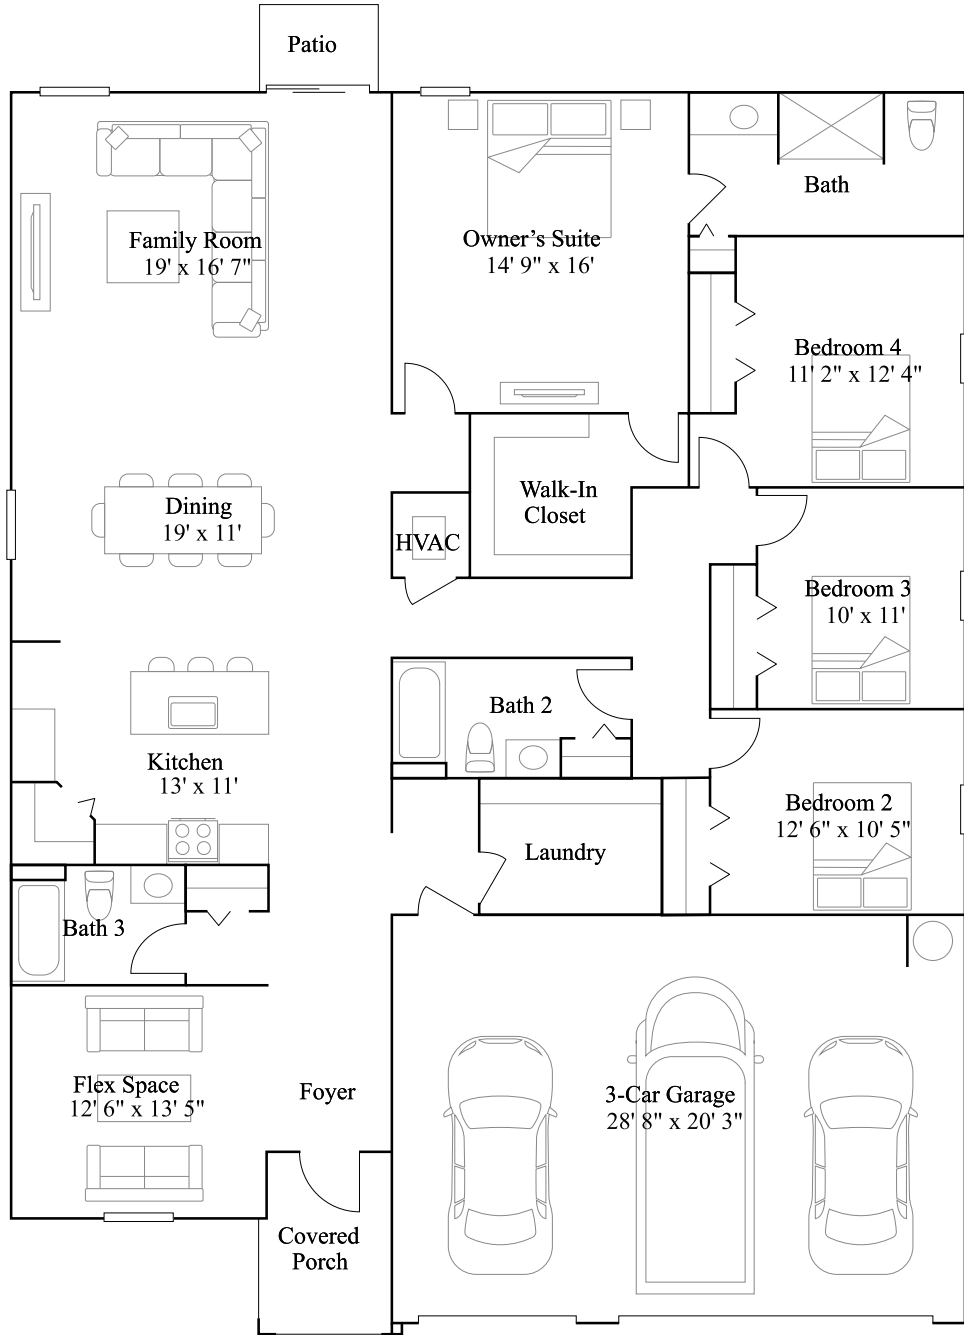 Patio
Bath
Family Room
19' x 16' 7"
Owner's Suite
14' 9" x 16'
Bedroom 4
11' 2" x 12' 4"
Dining
19' x 11'
Walk-In
Closet
HVAC
Bedroom 3
10' x 11'
Bath 2
Kitchen
13' x 11'
Bedroom 2
12' 6" x 10' 5"
Laundry
Bath 3
Flex Space
12' 6" x 13' 5"
Foyer
3-Car Garage
28' 8" x 20' 3"
Covered
Porch